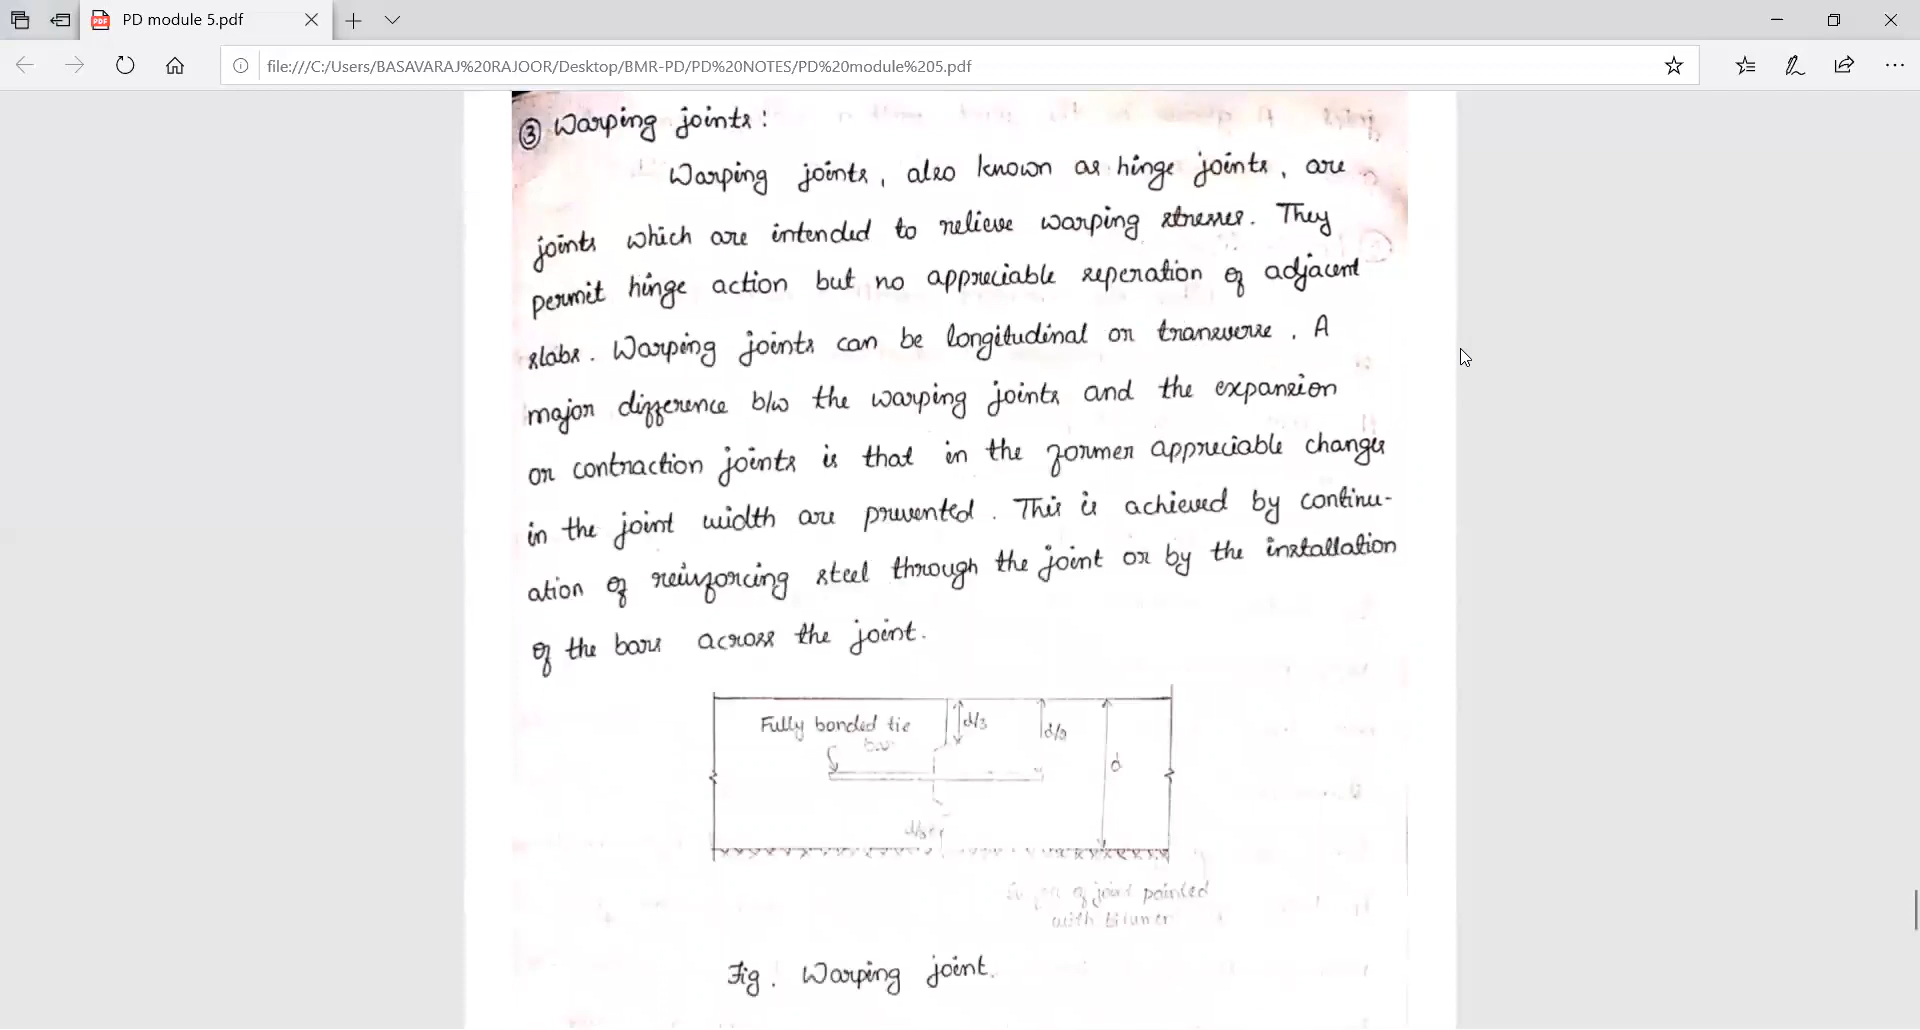 PD module 5.pdf
file:///C:/Users/BASAVARAJ%20RAJOOR/Desktop/BMR-PD/PD%20NOTES/PD%20module%205.pdf
③ Warping joints:
Warping joints, also known as hinge joints, are
joints which are intended to relieve warping stresses. They
permit hinge action but no appreciable seperation of adjacent
slabs. Warping joints can be longitudinal or transverse. A
major difference b/w the warping joints and the expansion
or contraction joints is that in the former appreciable changes
in the joint width are prevented. This is achieved by continu-
ation of reinforcing steel through the joint or by the installation
of the bars across the joint.
Fully bonded tie
bar
d/3
d/2
d
of joint painted
with bitumen
Fig. Warping joint.